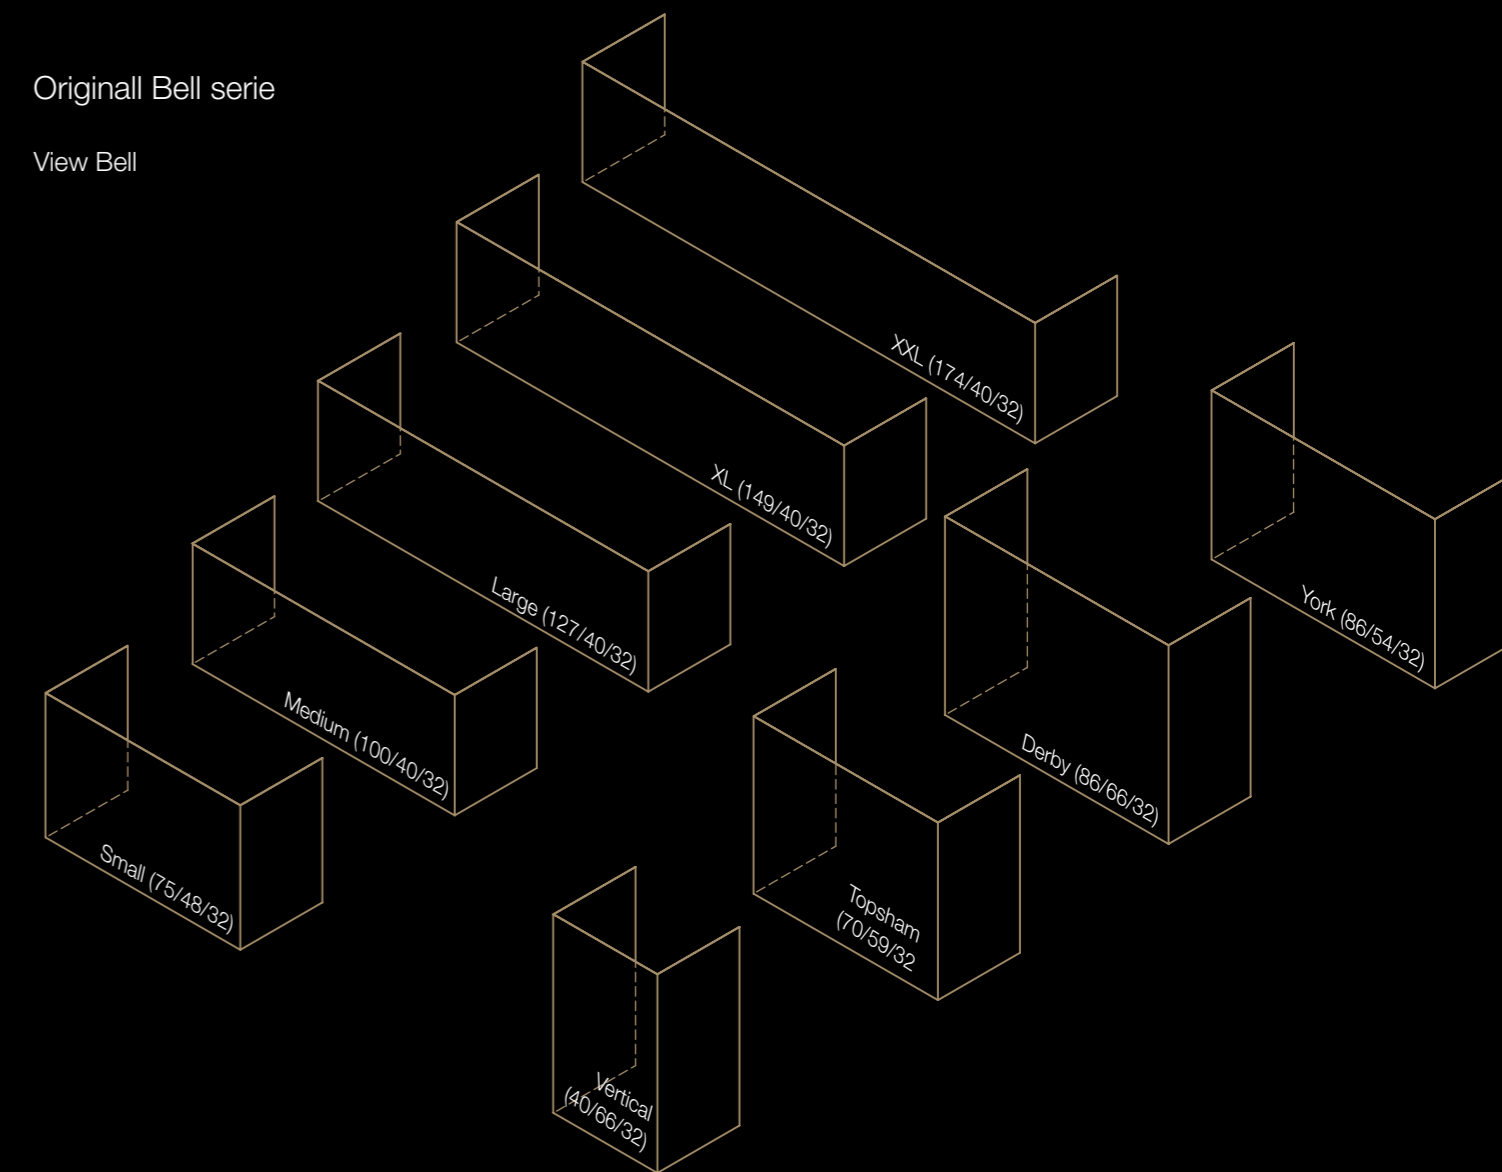 Originall Bell serie
View Bell
XXL (174/40/32)
XL (149/40/32)
York (86/54/32)
Large (127/40/32)
Medium (100/40/32)
Derby (86/66/32)
Small (75/48/32)
Topsham
(70/59/32
Vertical
(40/66/32)